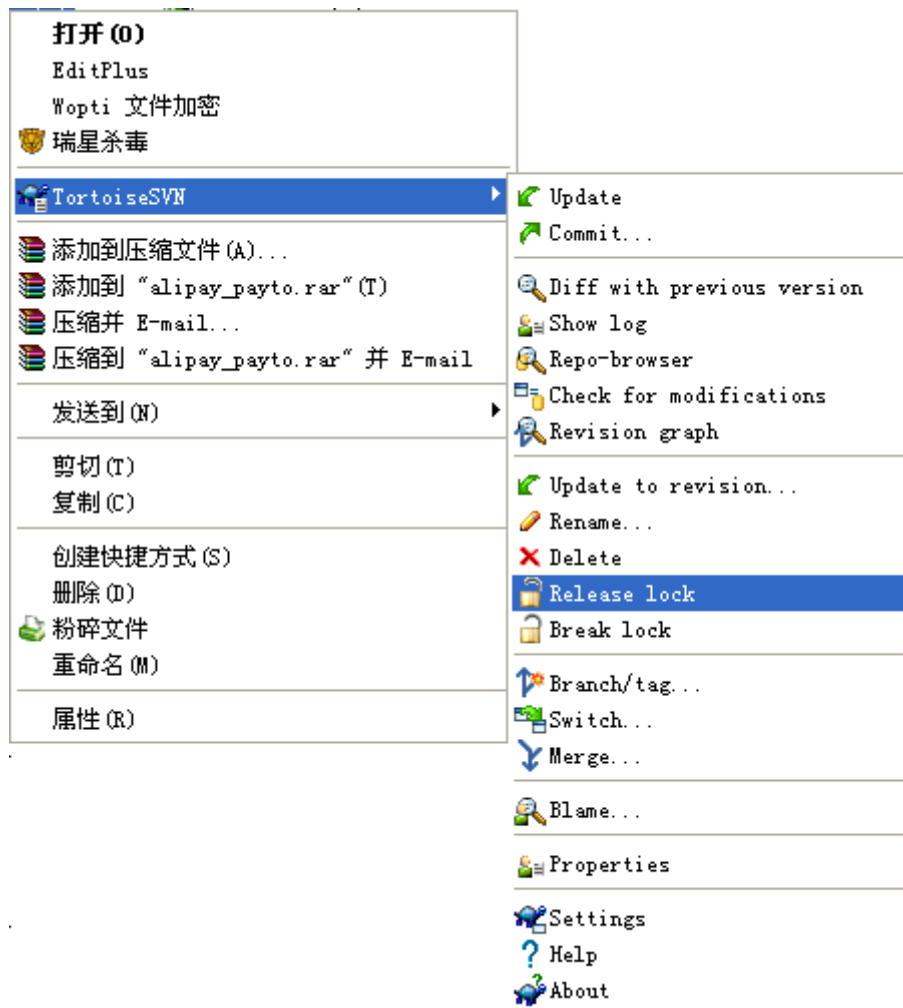 打开(O)
EditPlus
Wopti 文件加密
瑞星杀毒
TortoiseSVN
添加到压缩文件(A)...
添加到 "alipay_payto.rar"(T)
压缩并 E-mail...
压缩到 "alipay_payto.rar" 并 E-mail
发送到(N)
剪切(T)
复制(C)
创建快捷方式(S)
删除(D)
粉碎文件
重命名(M)
属性(R)
Update
Commit...
Diff with previous version
Show log
Repo-browser
Check for modifications
Revision graph
Update to revision...
Rename...
Delete
Release lock
Break lock
Branch/tag...
Switch...
Merge...
Blame...
Properties
Settings
Help
About